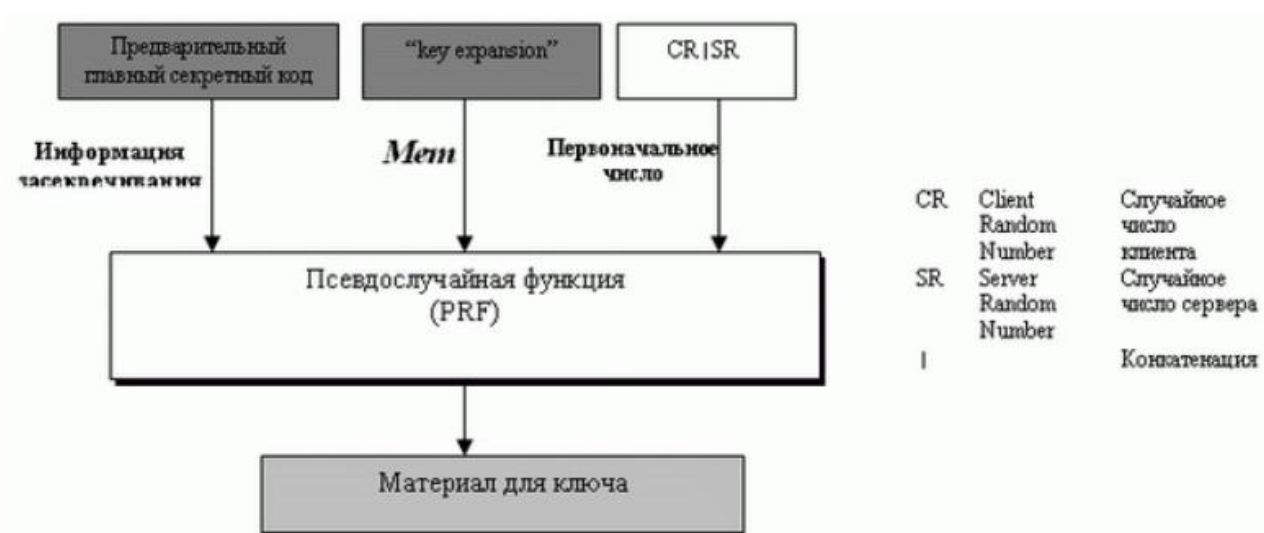 Предварительный
главный секретный код
“key expansion”
CR|SR
Информация
засекречивания
Мет
Первоначальное
число
Псевдослучайная функция
(PRF)
Материал для ключа
CR Client Случайное
Random число
Number клиента
SR Server Случайное
Random число сервера
Number
| Конкатенация